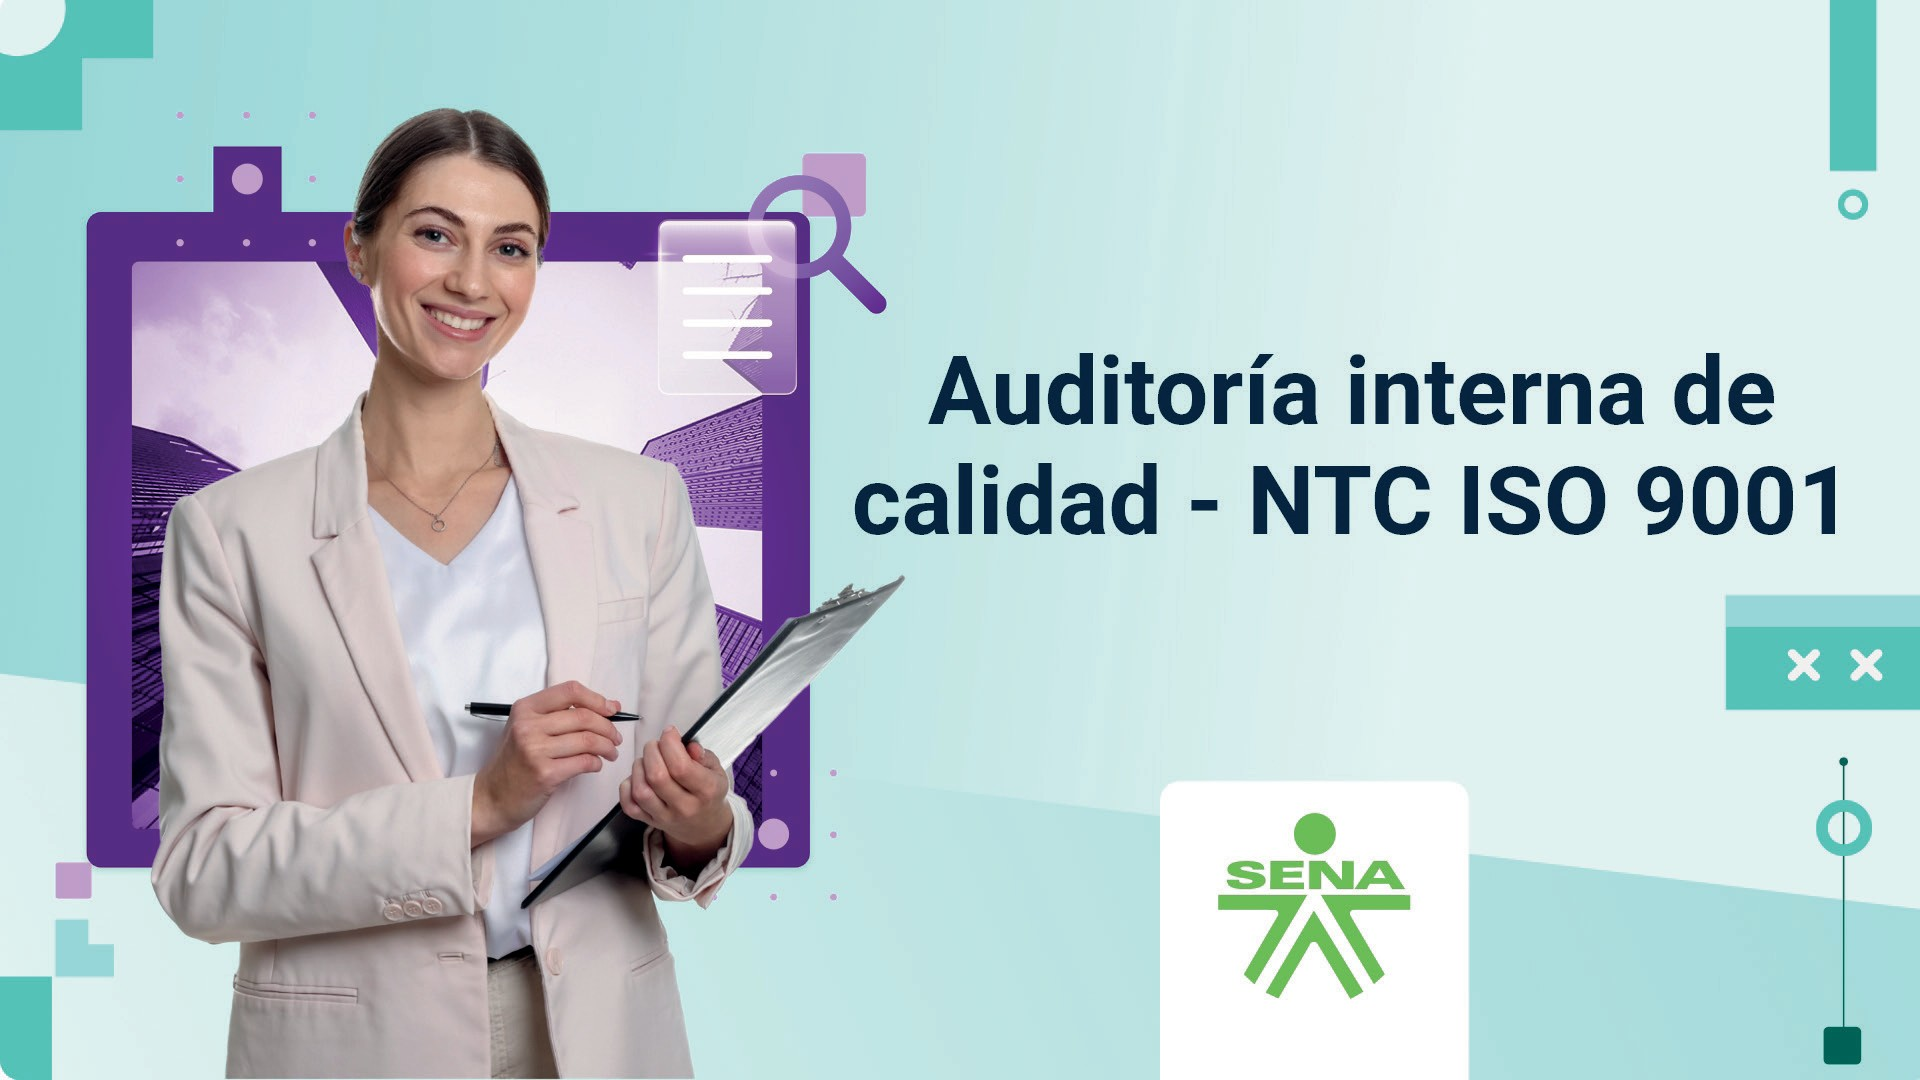 Auditoría interna de
calidad - NTC ISO 9001
SENA